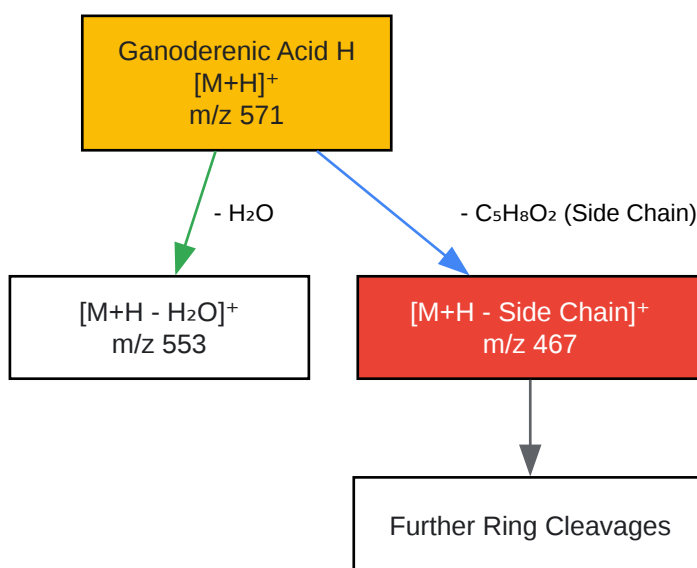 Ganoderenic Acid H
[M+H]⁺
m/z 571
- H₂O
- C₅H₈O₂ (Side Chain)
[M+H - H₂O]⁺
m/z 553
[M+H - Side Chain]⁺
m/z 467
Further Ring Cleavages